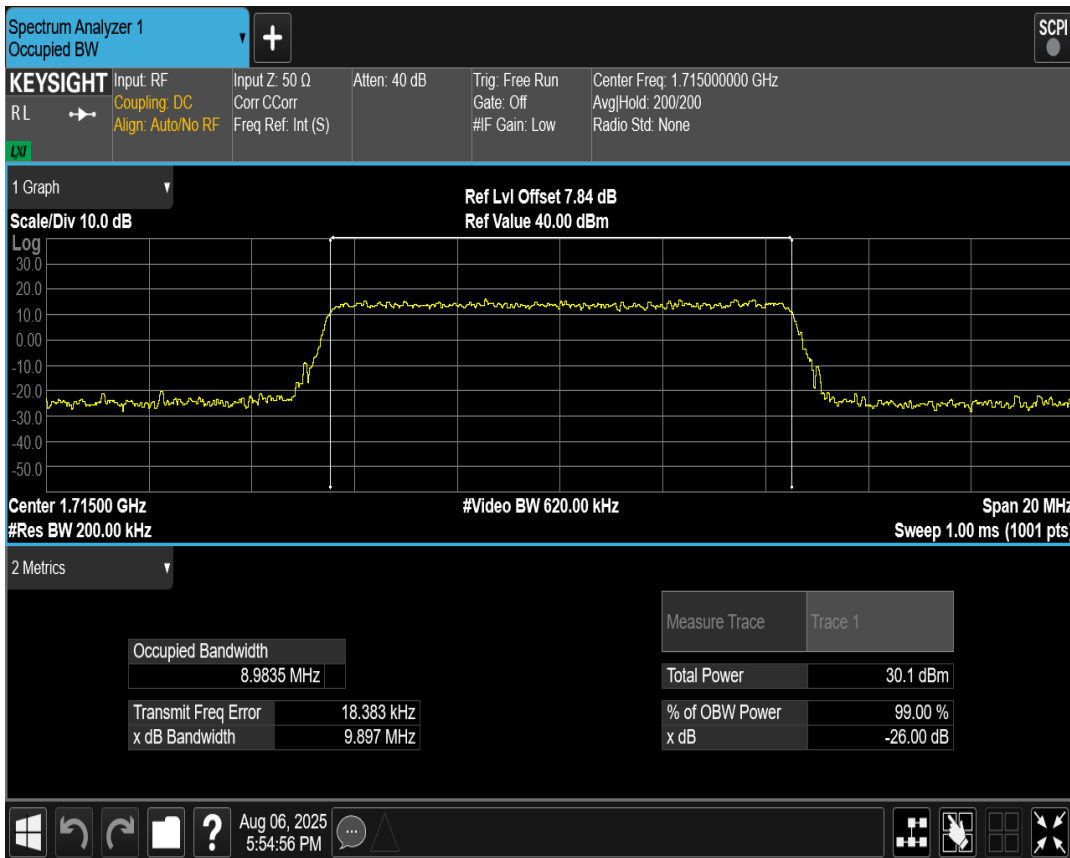 Spectrum Analyzer 1
Occupied BW
+
SCPI
KEYSIGHT
RL
LXI
Input: RF
Coupling: DC
Align: Auto/No RF
Input Z: 50 Ω
Corr CCorr
Freq Ref: Int (S)
Atten: 40 dB
Trig: Free Run
Gate: Off
#IF Gain: Low
Center Freq: 1.715000000 GHz
Avg|Hold: 200/200
Radio Std: None
1 Graph
Ref Lvl Offset 7.84 dB
Scale/Div 10.0 dB
Ref Value 40.00 dBm
Log
30.0
20.0
10.0
0.00
-10.0
-20.0
-30.0
-40.0
-50.0
Center 1.71500 GHz
#Video BW 620.00 kHz
Span 20 MHz
#Res BW 200.00 kHz
Sweep 1.00 ms (1001 pts)
2 Metrics
Measure Trace Trace 1
Occupied Bandwidth
8.9835 MHz
Total Power 30.1 dBm
Transmit Freq Error 18.383 kHz
% of OBW Power 99.00 %
x dB Bandwidth 9.897 MHz
x dB -26.00 dB
?
Aug 06, 2025
5:54:56 PM